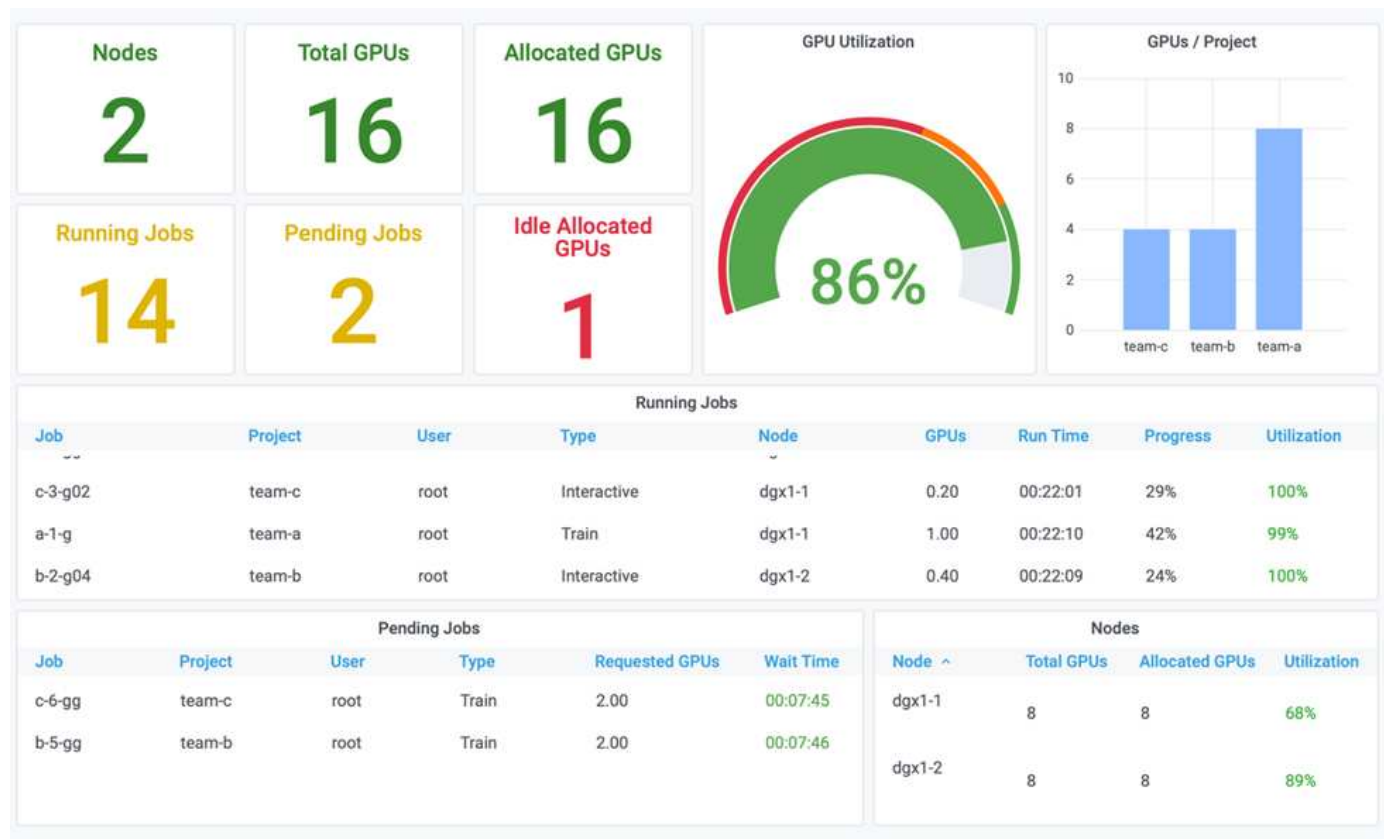 Nodes
2
Total GPUs
16
Allocated GPUs
16
Running Jobs
14
Pending Jobs
2
Idle Allocated
GPUs
1
GPU Utilization
86%
GPUs / Project
10
8
6
4
2
0
team-c team-b team-a
Running Jobs
Job Project User Type Node GPUs Run Time Progress Utilization
c-3-g02 team-c root Interactive dgx1-1 0.20 00:22:01 29% 100%
a-1-g team-a root Train dgx1-1 1.00 00:22:10 42% 99%
b-2-g04 team-b root Interactive dgx1-2 0.40 00:22:09 24% 100%
Pending Jobs
Job Project User Type Requested GPUs Wait Time
c-6-gg team-c root Train 2.00 00:07:45
b-5-gg team-b root Train 2.00 00:07:46
Nodes
Node Total GPUs Allocated GPUs Utilization
dgx1-1 8 8 68%
dgx1-2 8 8 89%